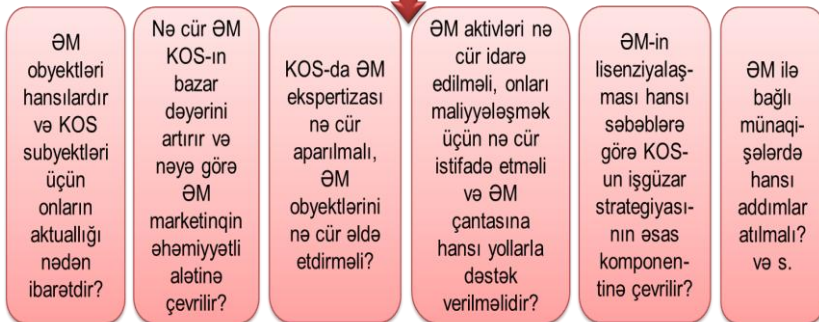 ƏM
obyektləri
hansılardır
və KOS
subyektləri
üçün
onların
aktuallığı
nədən
ibarətdir?
Nə cür ƏM
KOS-ın
bazar
dəyərini
artırır və
nəyə görə
ƏM
marketinqin
əhəmiyyətli
alətinə
çevrilir?
KOS-da ƏM
ekspertizası
nə cür
aparılmalı,
ƏM
obyektlərini
nə cür əldə
etdirməli?
ƏM aktivləri nə
cür idarə
edilməli, onları
maliyyələşmək
üçün nə cür
istifadə etməli
və ƏM
çantasına
hansı yollarla
dəstək
verilməlidir?
ƏM-in
lisenziyalaş-
ması hansı
səbəblərə
görə KOS-
un işgüzar
strategiyası-
nın əsas
komponen-
tinə çevrilir?
ƏM ilə
bağlı
münaqi-
şələrdə
hansı
addımlar
atılmalı?
və s.